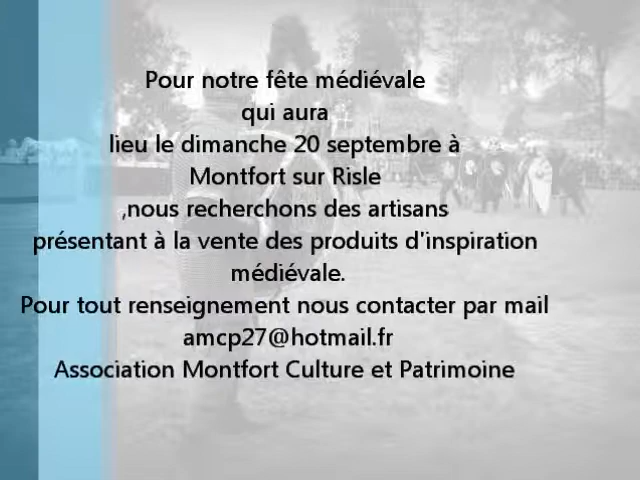 Pour notre fête médiévale
qui aura
lieu le dimanche 20 septembre à
Montfort sur Risle
,nous recherchons des artisans
présentant à la vente des produits d'inspiration
médiévale.
Pour tout renseignement nous contacter par mail
amcp27@hotmail.fr
Association Montfort Culture et Patrimoine